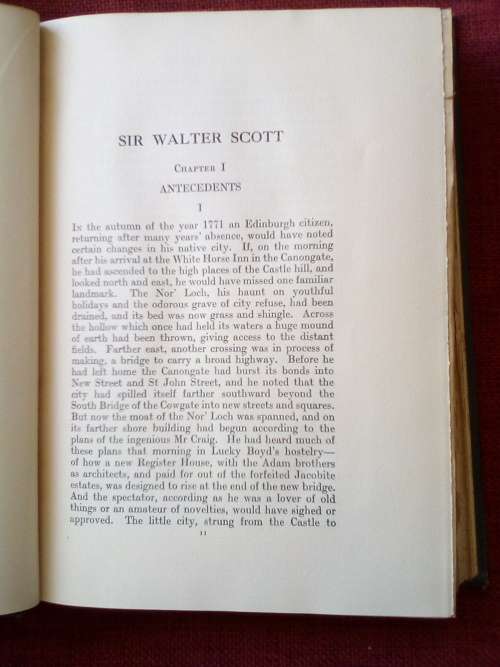 SIR WALTER SCOTT
CHAPTER I
ANTECEDENTS
I
IN the autumn of the year 1771 an Edinburgh citizen,
returning after many years' absence, would have noted
certain changes in his native city. If, on the morning
after his arrival at the White Horse Inn in the Canongate,
he had ascended to the high places of the Castle hill, and
looked north and east, he would have missed one familiar
landmark. The Nor' Loch, his haunt on youthful
holidays and the odorous grave of city refuse, had been
drained, and its bed was now grass and shingle. Across
the hollow which once had held its waters a huge mound
of earth had been thrown, giving access to the distant
fields. Farther east, another crossing was in process of
making, a bridge to carry a broad highway. Before he
had left home the Canongate had burst its bonds into
New Street and St John Street, and he noted that the
city had spilled itself farther southward beyond the
South Bridge of the Cowgate into new streets and squares.
But now the moat of the Nor' Loch was spanned, and on
its farther shore building had begun according to the
plans of the ingenious Mr Craig. He had heard much of
these plans that morning in Lucky Boyd's hostelry—
of how a new Register House, with the Adam brothers
as architects, and paid for out of the forfeited Jacobite
estates, was designed to rise at the end of the new bridge.
And the spectator, according as he was a lover of old
things or an amateur of novelties, would have sighed or
approved. The little city, strung from the Castle to
11